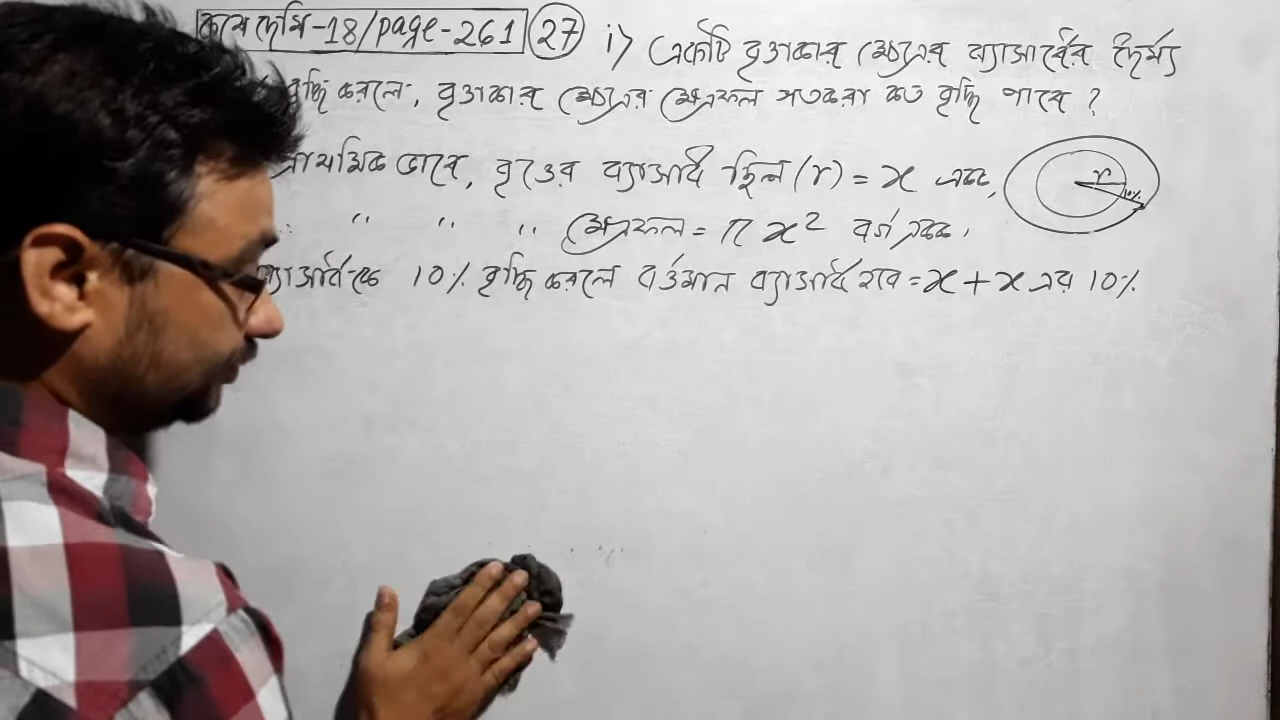 কষে দেখি-18/page-261 27 i) একটি বৃত্তাকার ক্ষেত্রের ব্যাসার্ধের দৈর্ঘ্য
বৃদ্ধি করলে, বৃত্তাকার ক্ষেত্রের ক্ষেত্রফল শতকরা কত বৃদ্ধি পাবে ?
প্রাথমিক ভাবে, বৃত্তের ব্যাসার্ধ ছিল (r) = x একক,
" " " ক্ষেত্রফল = π x² বর্গ একক,
ব্যাসার্ধকে 10% বৃদ্ধি করলে বর্তমান ব্যাসার্ধ হবে = x + x এর 10%
r
10%